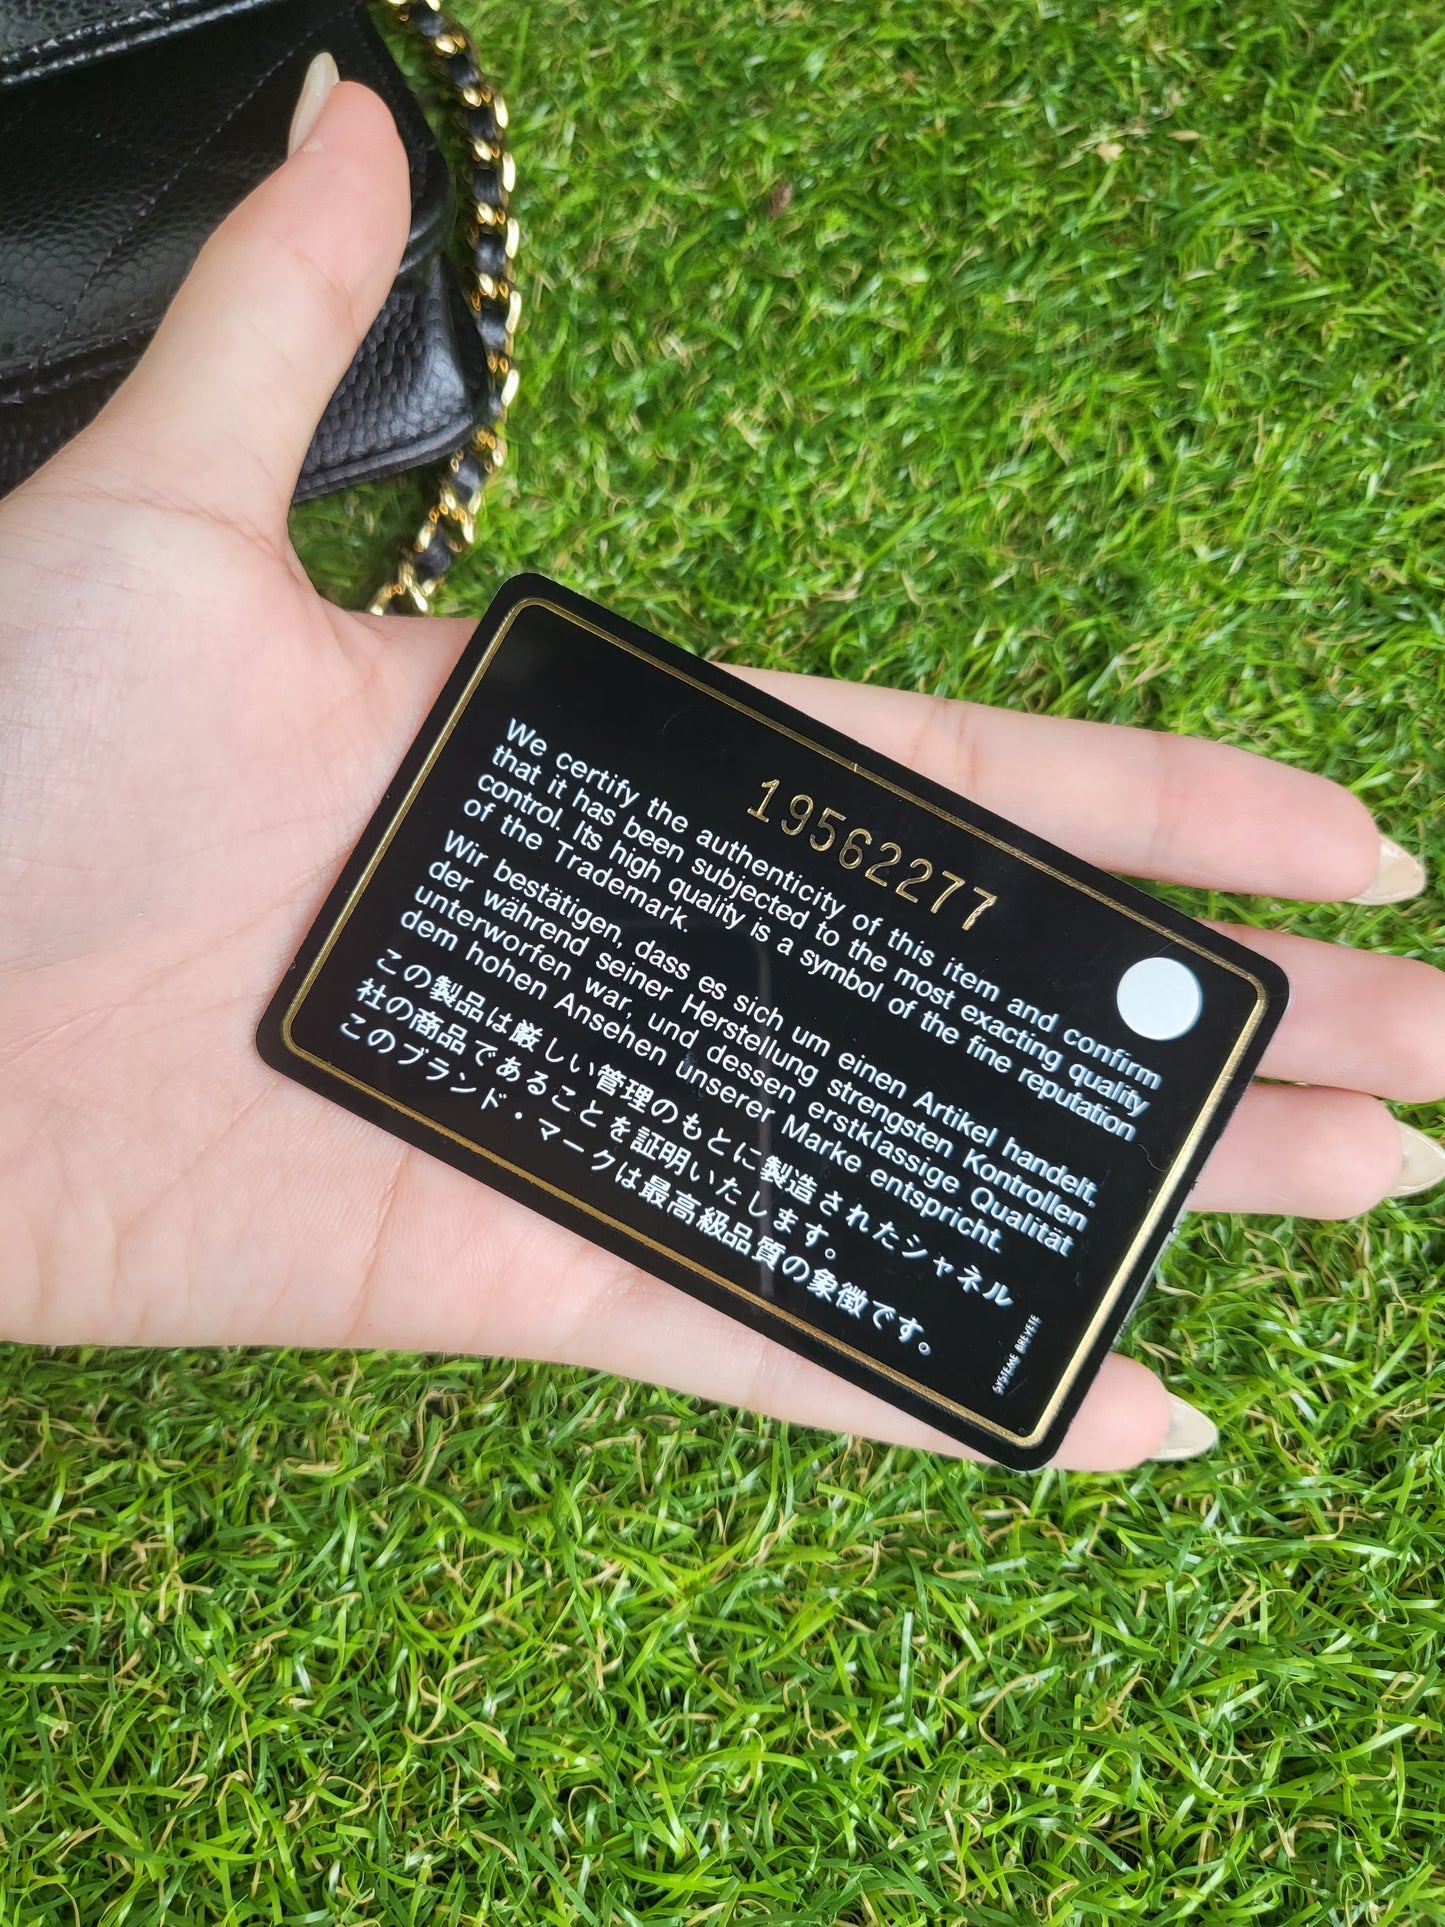 19562277
We certify the authenticity of this item and confirm
that it has been subjected to the most exacting quality
control. Its high quality is a symbol of the fine reputation
of the Trademark.
Wir bestätigen, dass es sich um einen Artikel handelt.
der während seiner Herstellung strengsten Kontrollen
unterworfen war, und dessen erstklassige Qualität
dem hohen Ansehen unserer Marke entspricht.
この製品は厳しい管理のもとに製造されたシャネル
社の商品であることを証明いたします。
このブランド・マークは最高級品質の象徴です。
SYSTEME BREVETE